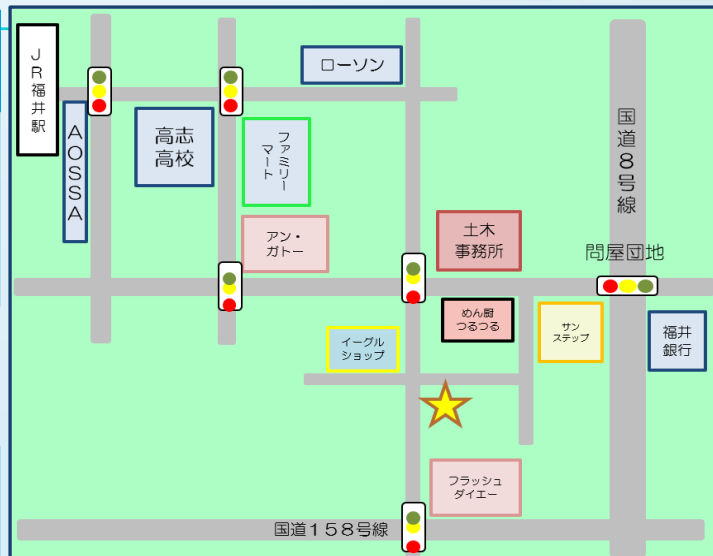 JR福井駅
AOSSA
高志
高校
ローソン
ファミリー
マート
アン・
ガトー
土木
事務所
国道8号線
問屋団地
めん厨
つるつる
サン
ステップ
福井
銀行
イーグル
ショップ
フラッシュ
ダイエー
国道158号線